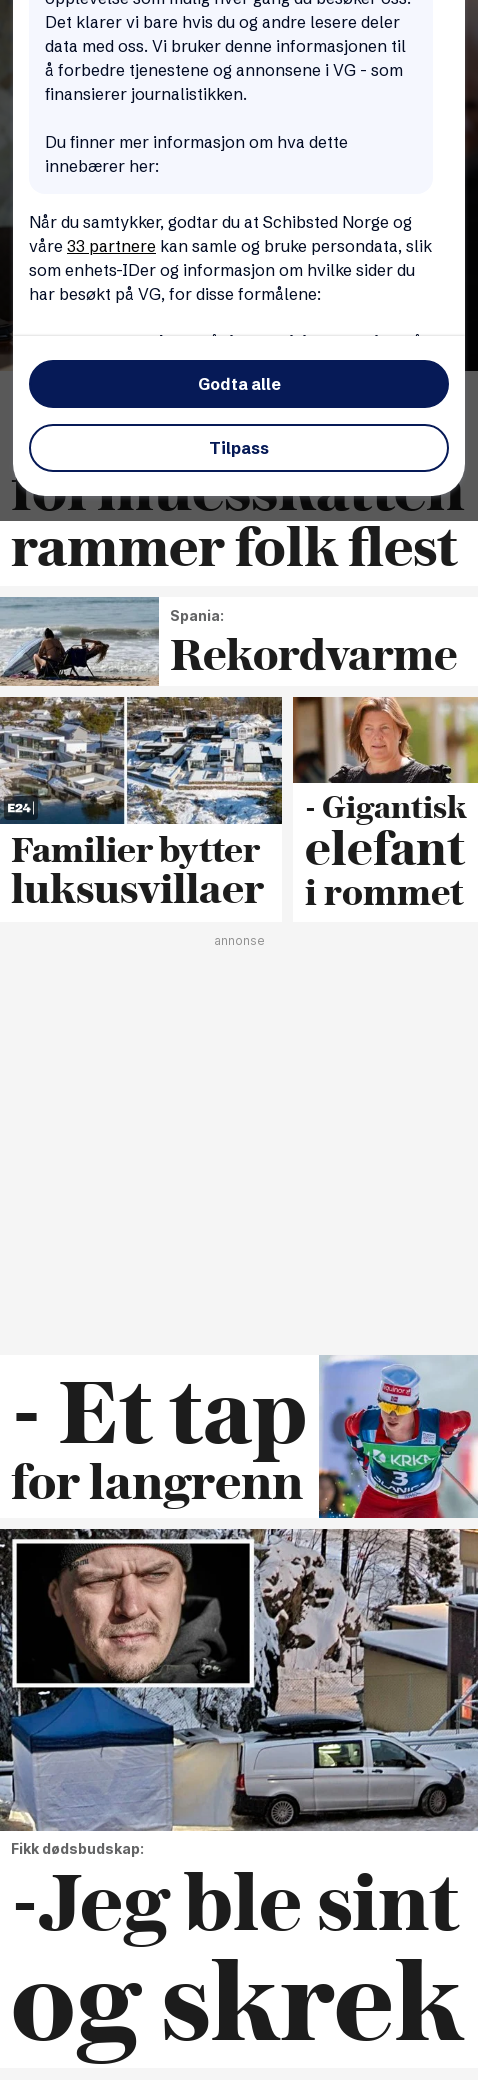 Det klarer vi bare hvis du og andre lesere deler
data med oss. Vi bruker denne informasjonen til
å forbedre tjenestene og annonsene i VG - som
finansierer journalistikken.
Du finner mer informasjon om hva dette
innebærer her:
Når du samtykker, godtar du at Schibsted Norge og
våre 33 partnere kan samle og bruke persondata, slik
som enhets-IDer og informasjon om hvilke sider du
har besøkt på VG, for disse formålene:
Godta alle
Tilpass
formuesskatten
rammer folk flest
Spania:
Rekordvarme
E24
Familier bytter
luksusvillaer
- Gigantisk
elefant
i rommet
annonse
- Et tap
for langrenn
equinor
KRKA
3
PLANICA
Fikk dødsbudskap:
-Jeg ble sint
og skrek